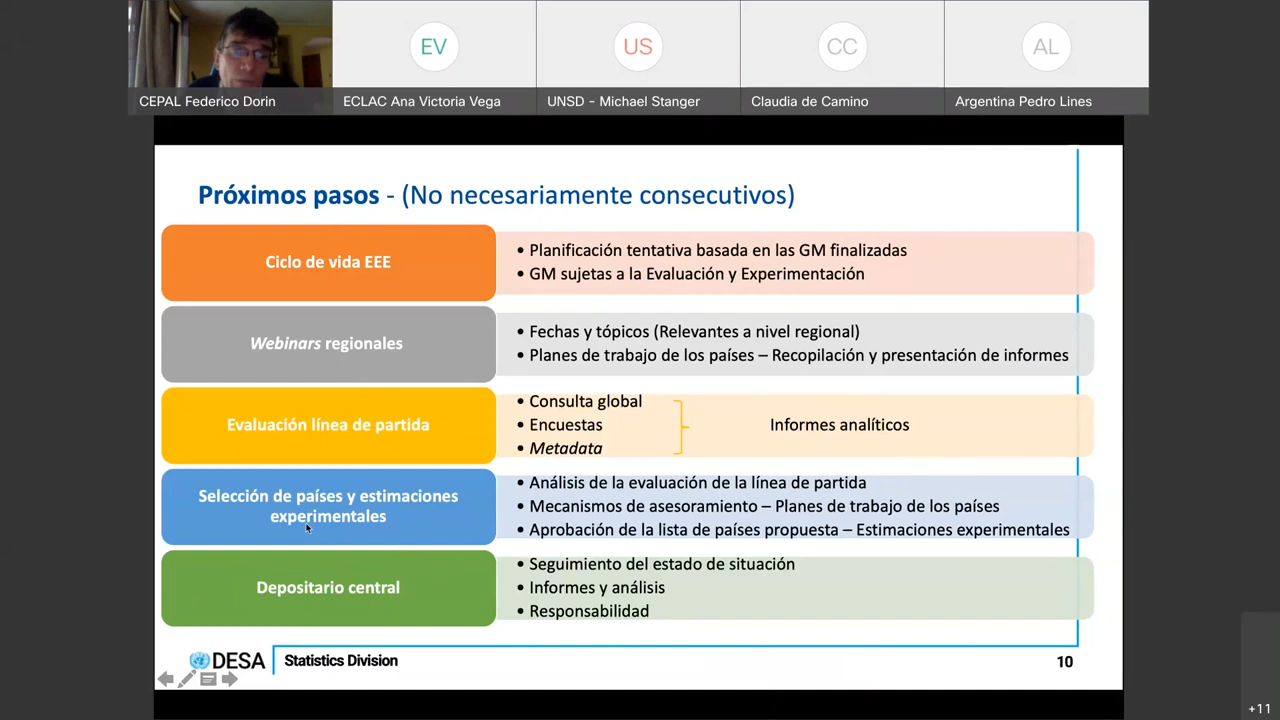 EV
US
CC
AL
CEPAL Federico Dorin
ECLAC Ana Victoria Vega
UNSD - Michael Stanger
Claudia de Camino
Argentina Pedro Lines
Próximos pasos - (No necesariamente consecutivos)
Ciclo de vida EEE
• Planificación tentativa basada en las GM finalizadas
• GM sujetas a la Evaluación y Experimentación
Webinars regionales
• Fechas y tópicos (Relevantes a nivel regional)
• Planes de trabajo de los países – Recopilación y presentación de informes
Evaluación línea de partida
• Consulta global
• Encuestas
• Metadata
Informes analíticos
Selección de países y estimaciones
experimentales
• Análisis de la evaluación de la línea de partida
• Mecanismos de asesoramiento – Planes de trabajo de los países
• Aprobación de la lista de países propuesta – Estimaciones experimentales
Depositario central
• Seguimiento del estado de situación
• Informes y análisis
• Responsabilidad
DESA
Statistics Division
10
+11